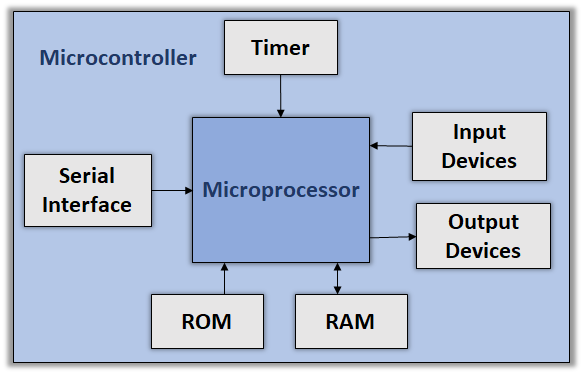 Microcontroller
Timer
Input
Devices
Serial
Interface
Microprocessor
Output
Devices
ROM
RAM